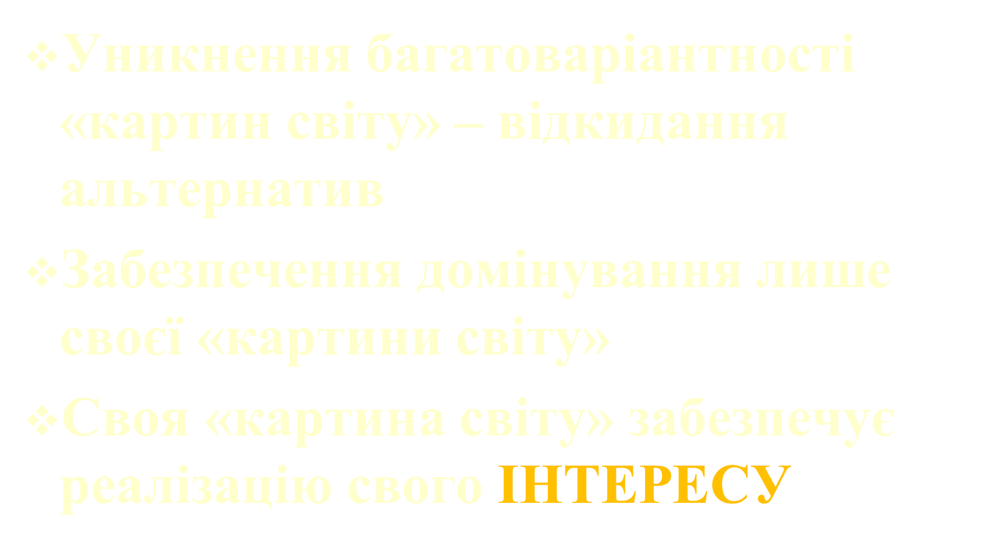 ❖Уникнення багатоваріантності
«картин світу» – відкидання
альтернатив
❖Забезпечення домінування лише
своєї «картини світу»
❖Своя «картина світу» забезпечує
реалізацію свого ІНТЕРЕСУ